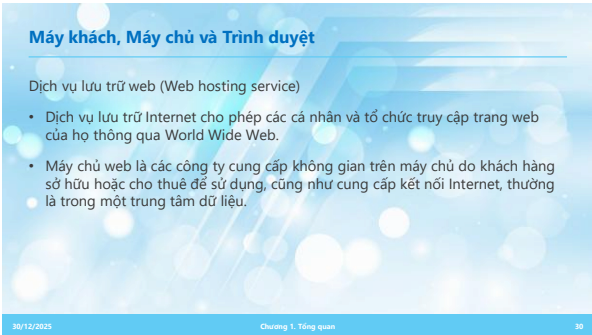 Máy khách, Máy chủ và Trình duyệt
Dịch vụ lưu trữ web (Web hosting service)
• Dịch vụ lưu trữ Internet cho phép các cá nhân và tổ chức truy cập trang web
của họ thông qua World Wide Web.
• Máy chủ web là các công ty cung cấp không gian trên máy chủ do khách hàng
sở hữu hoặc cho thuê để sử dụng, cũng như cung cấp kết nối Internet, thường
là trong một trung tâm dữ liệu.
30/12/2025 Chương 1. Tổng quan 30